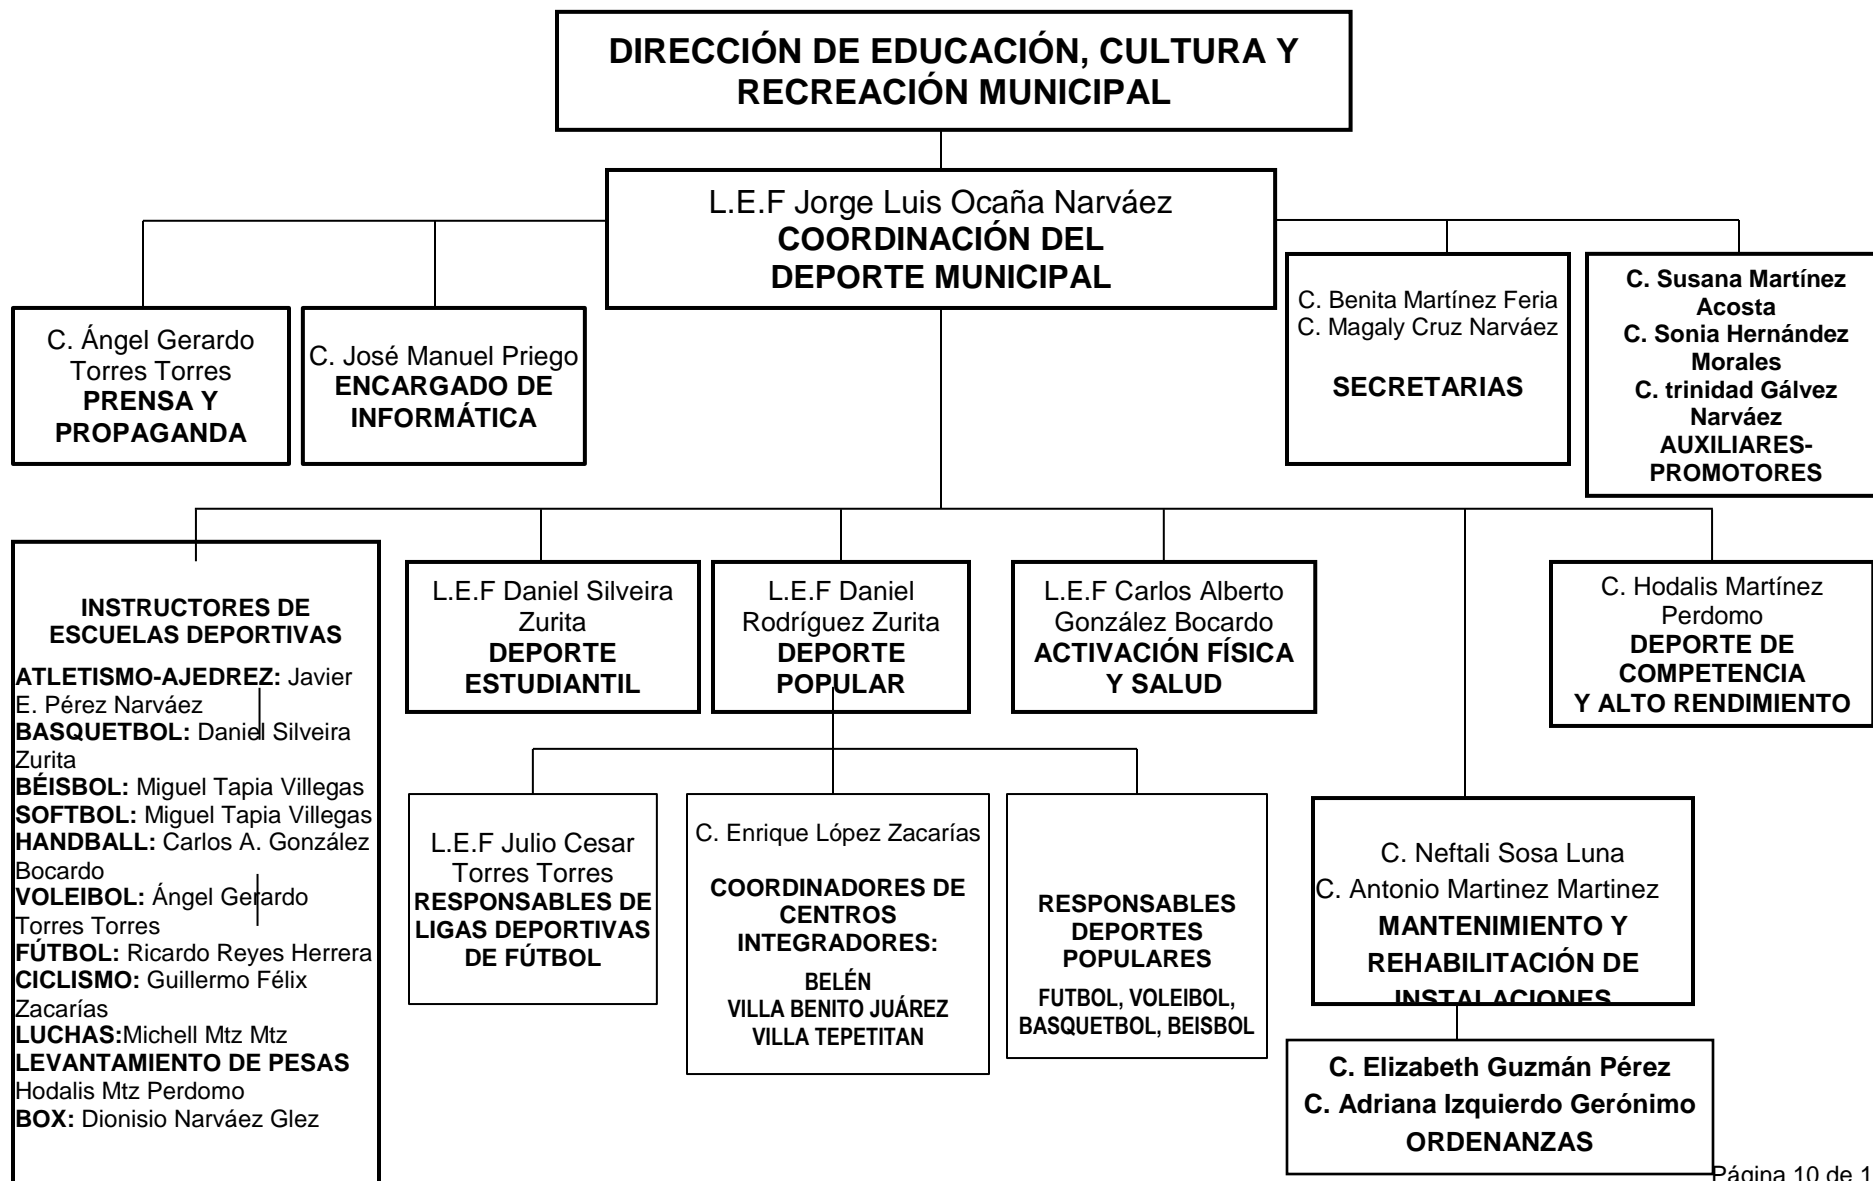 DIRECCIÓN DE EDUCACIÓN, CULTURA Y
RECREACIÓN MUNICIPAL
L.E.F Jorge Luis Ocaña Narváez
COORDINACIÓN DEL
DEPORTE MUNICIPAL
C. Ángel Gerardo
Torres Torres
PRENSA Y
PROPAGANDA
C. José Manuel Priego
ENCARGADO DE
INFORMÁTICA
C. Benita Martínez Feria
C. Magaly Cruz Narváez
SECRETARIAS
C. Susana Martínez
Acosta
C. Sonia Hernández
Morales
C. trinidad Gálvez
Narváez
AUXILIARES-
PROMOTORES
INSTRUCTORES DE
ESCUELAS DEPORTIVAS
ATLETISMO-AJEDREZ: Javier
E. Pérez Narváez
BASQUETBOL: Daniel Silveira
Zurita
BÉISBOL: Miguel Tapia Villegas
SOFTBOL: Miguel Tapia Villegas
HANDBALL: Carlos A. González
Bocardo
VOLEIBOL: Ángel Gerardo
Torres Torres
FÚTBOL: Ricardo Reyes Herrera
CICLISMO: Guillermo Félix
Zacarías
LUCHAS:Michell Mtz Mtz
LEVANTAMIENTO DE PESAS
Hodalis Mtz Perdomo
BOX: Dionisio Narváez Glez
L.E.F Daniel Silveira
Zurita
DEPORTE
ESTUDIANTIL
L.E.F Daniel
Rodríguez Zurita
DEPORTE
POPULAR
L.E.F Carlos Alberto
González Bocardo
ACTIVACIÓN FÍSICA
Y SALUD
C. Hodalis Martínez
Perdomo
DEPORTE DE
COMPETENCIA
Y ALTO RENDIMIENTO
L.E.F Julio Cesar
Torres Torres
RESPONSABLES DE
LIGAS DEPORTIVAS
DE FÚTBOL
C. Enrique López Zacarías
COORDINADORES DE
CENTROS
INTEGRADORES:
BELÉN
VILLA BENITO JUÁREZ
VILLA TEPETITAN
RESPONSABLES
DEPORTES
POPULARES
FUTBOL, VOLEIBOL,
BASQUETBOL, BEISBOL
C. Neftali Sosa Luna
C. Antonio Martinez Martinez
MANTENIMIENTO Y
REHABILITACIÓN DE
INSTALACIONES
C. Elizabeth Guzmán Pérez
C. Adriana Izquierdo Gerónimo
ORDENANZAS
Página 10 de 1